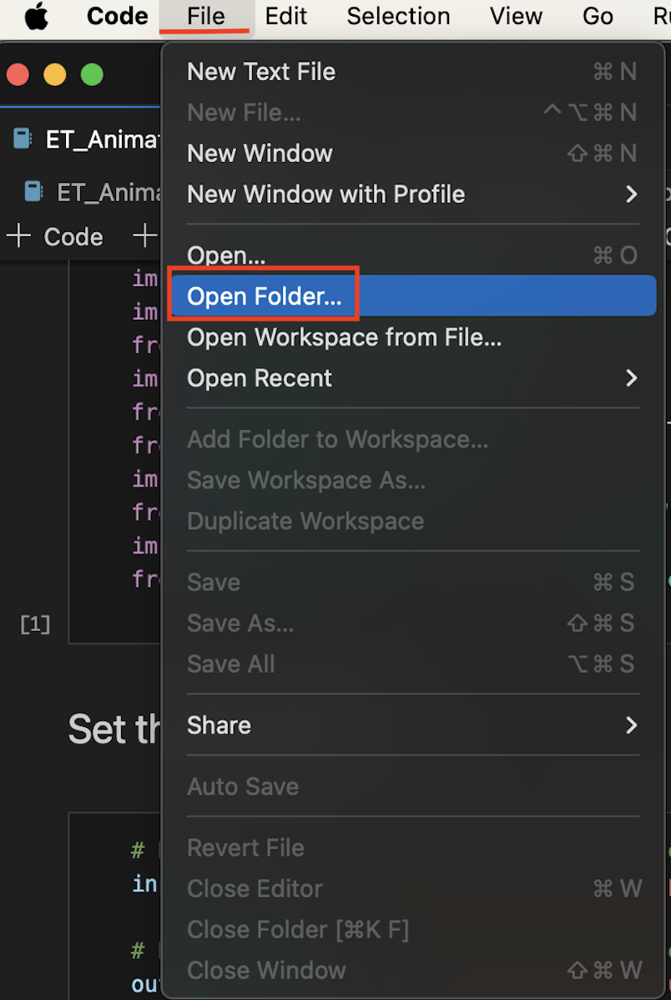 Code File Edit Selection View Go
New Text File ⌘ N
New File... ^ ⌥ ⌘ N
New Window ⇧ ⌘ N
New Window with Profile >
Open... ⌘ O
Open Folder...
Open Workspace from File...
Open Recent >
Add Folder to Workspace...
Save Workspace As...
Duplicate Workspace
Save ⌘ S
Save As... ⇧ ⌘ S
Save All ⌥ ⌘ S
Share >
Auto Save
Revert File
Close Editor ⌘ W
Close Folder [⌘K F]
Close Window ⇧ ⌘ W
ET_Anima
ET_Anima
+ Code +
im
im
fr
im
fr
fr
im
fr
im
fr
[1]
Set th
#
in
#
ou